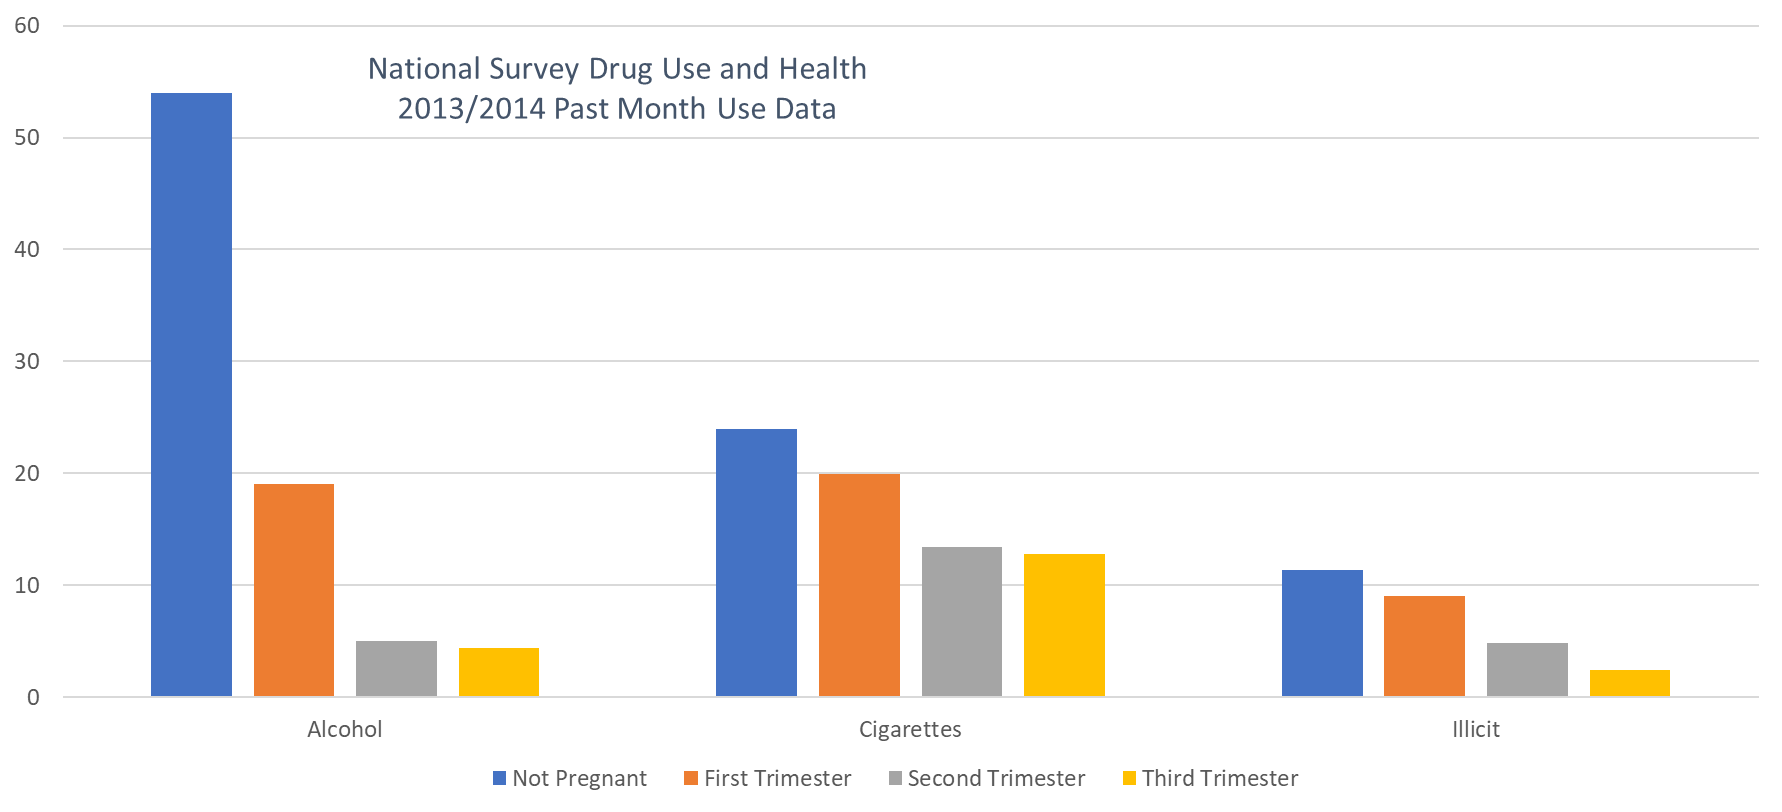 60
National Survey Drug Use and Health
2013/2014 Past Month Use Data
50
40
30
20
10
0
Alcohol Cigarettes Illicit
Not Pregnant First Trimester Second Trimester Third Trimester